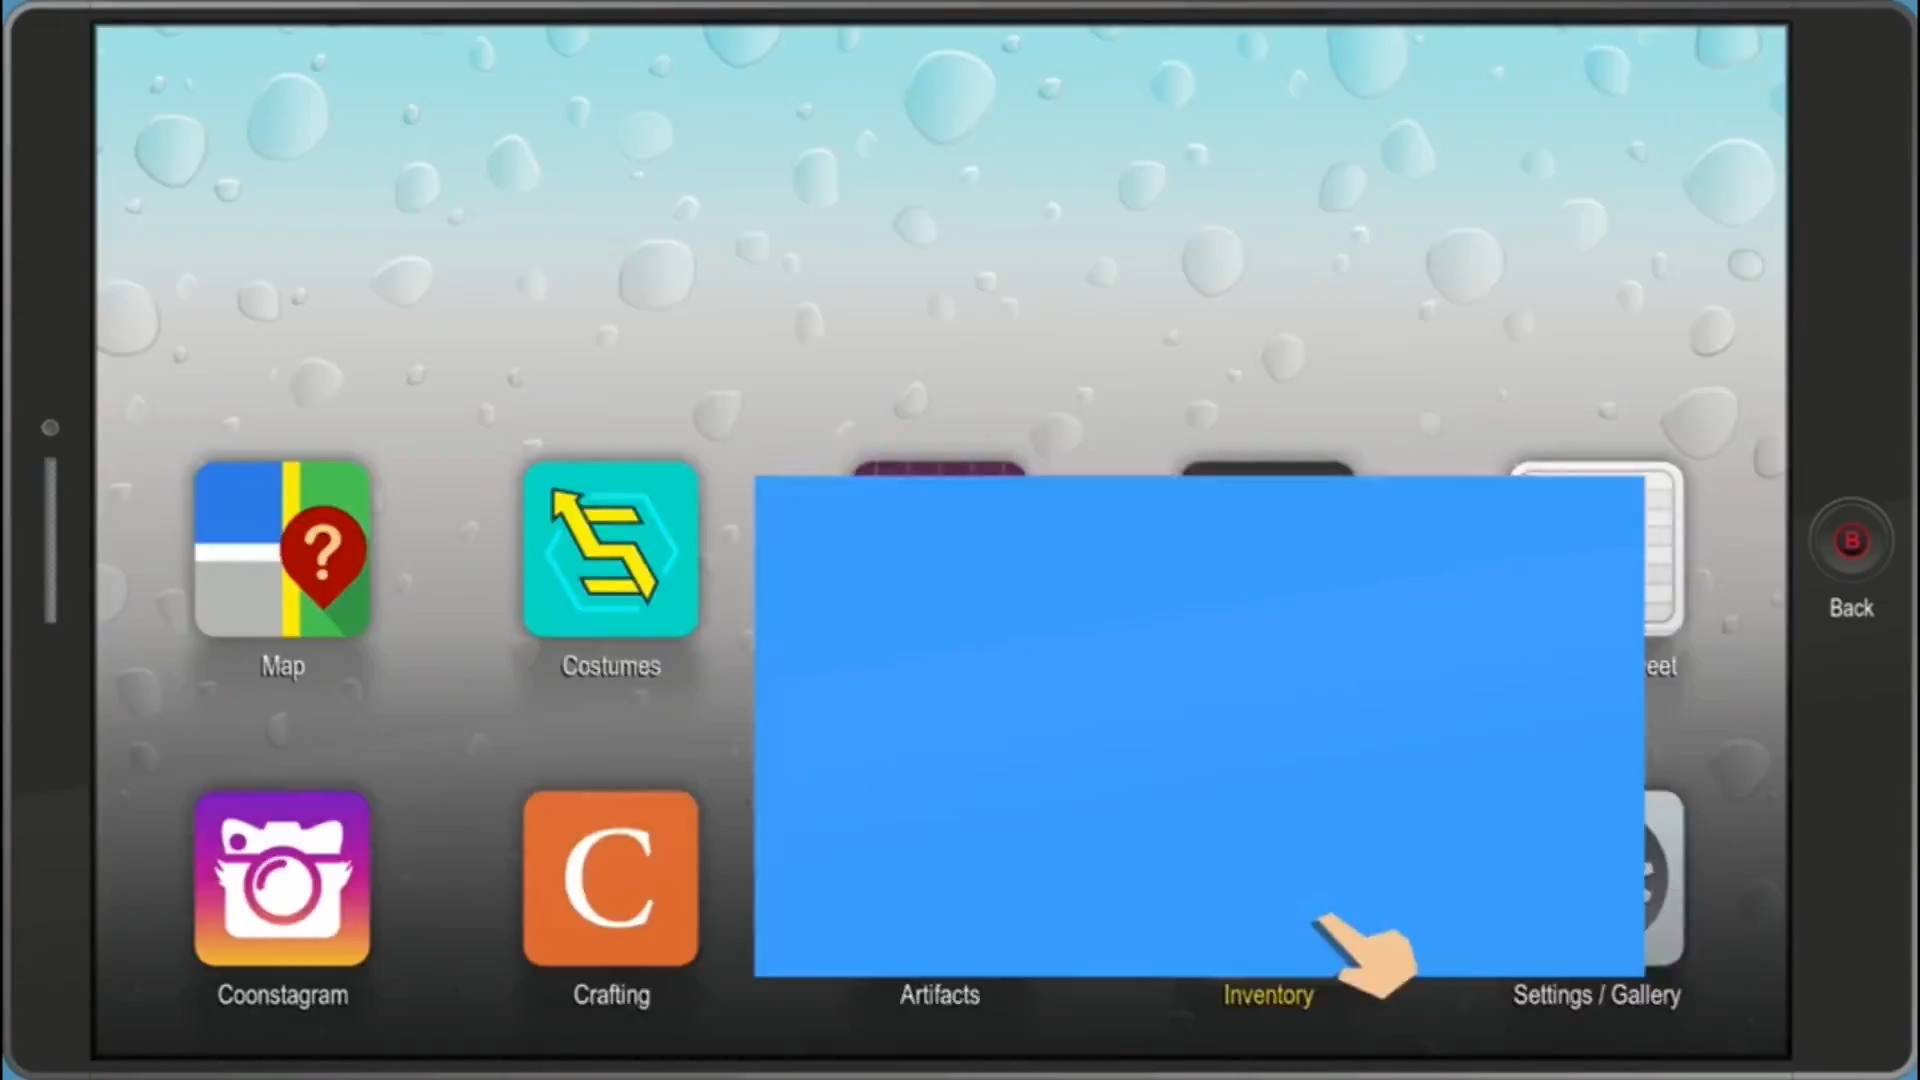 ?
Map
Costumes
eet
B
Back
C
Coonstagram
Crafting
Artifacts
Inventory
Settings / Gallery